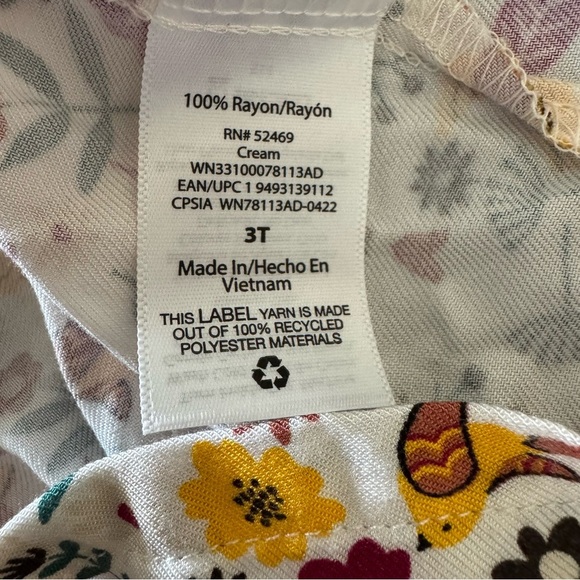 100% Rayon/Rayón
RN# 52469
Cream
WN33100078113AD
EAN/UPC 1 9493139112
CPSIA WN78113AD-0422
3T
Made In/Hecho En
Vietnam
THIS LABEL YARN IS MADE
OUT OF 100% RECYCLED
POLYESTER MATERIALS